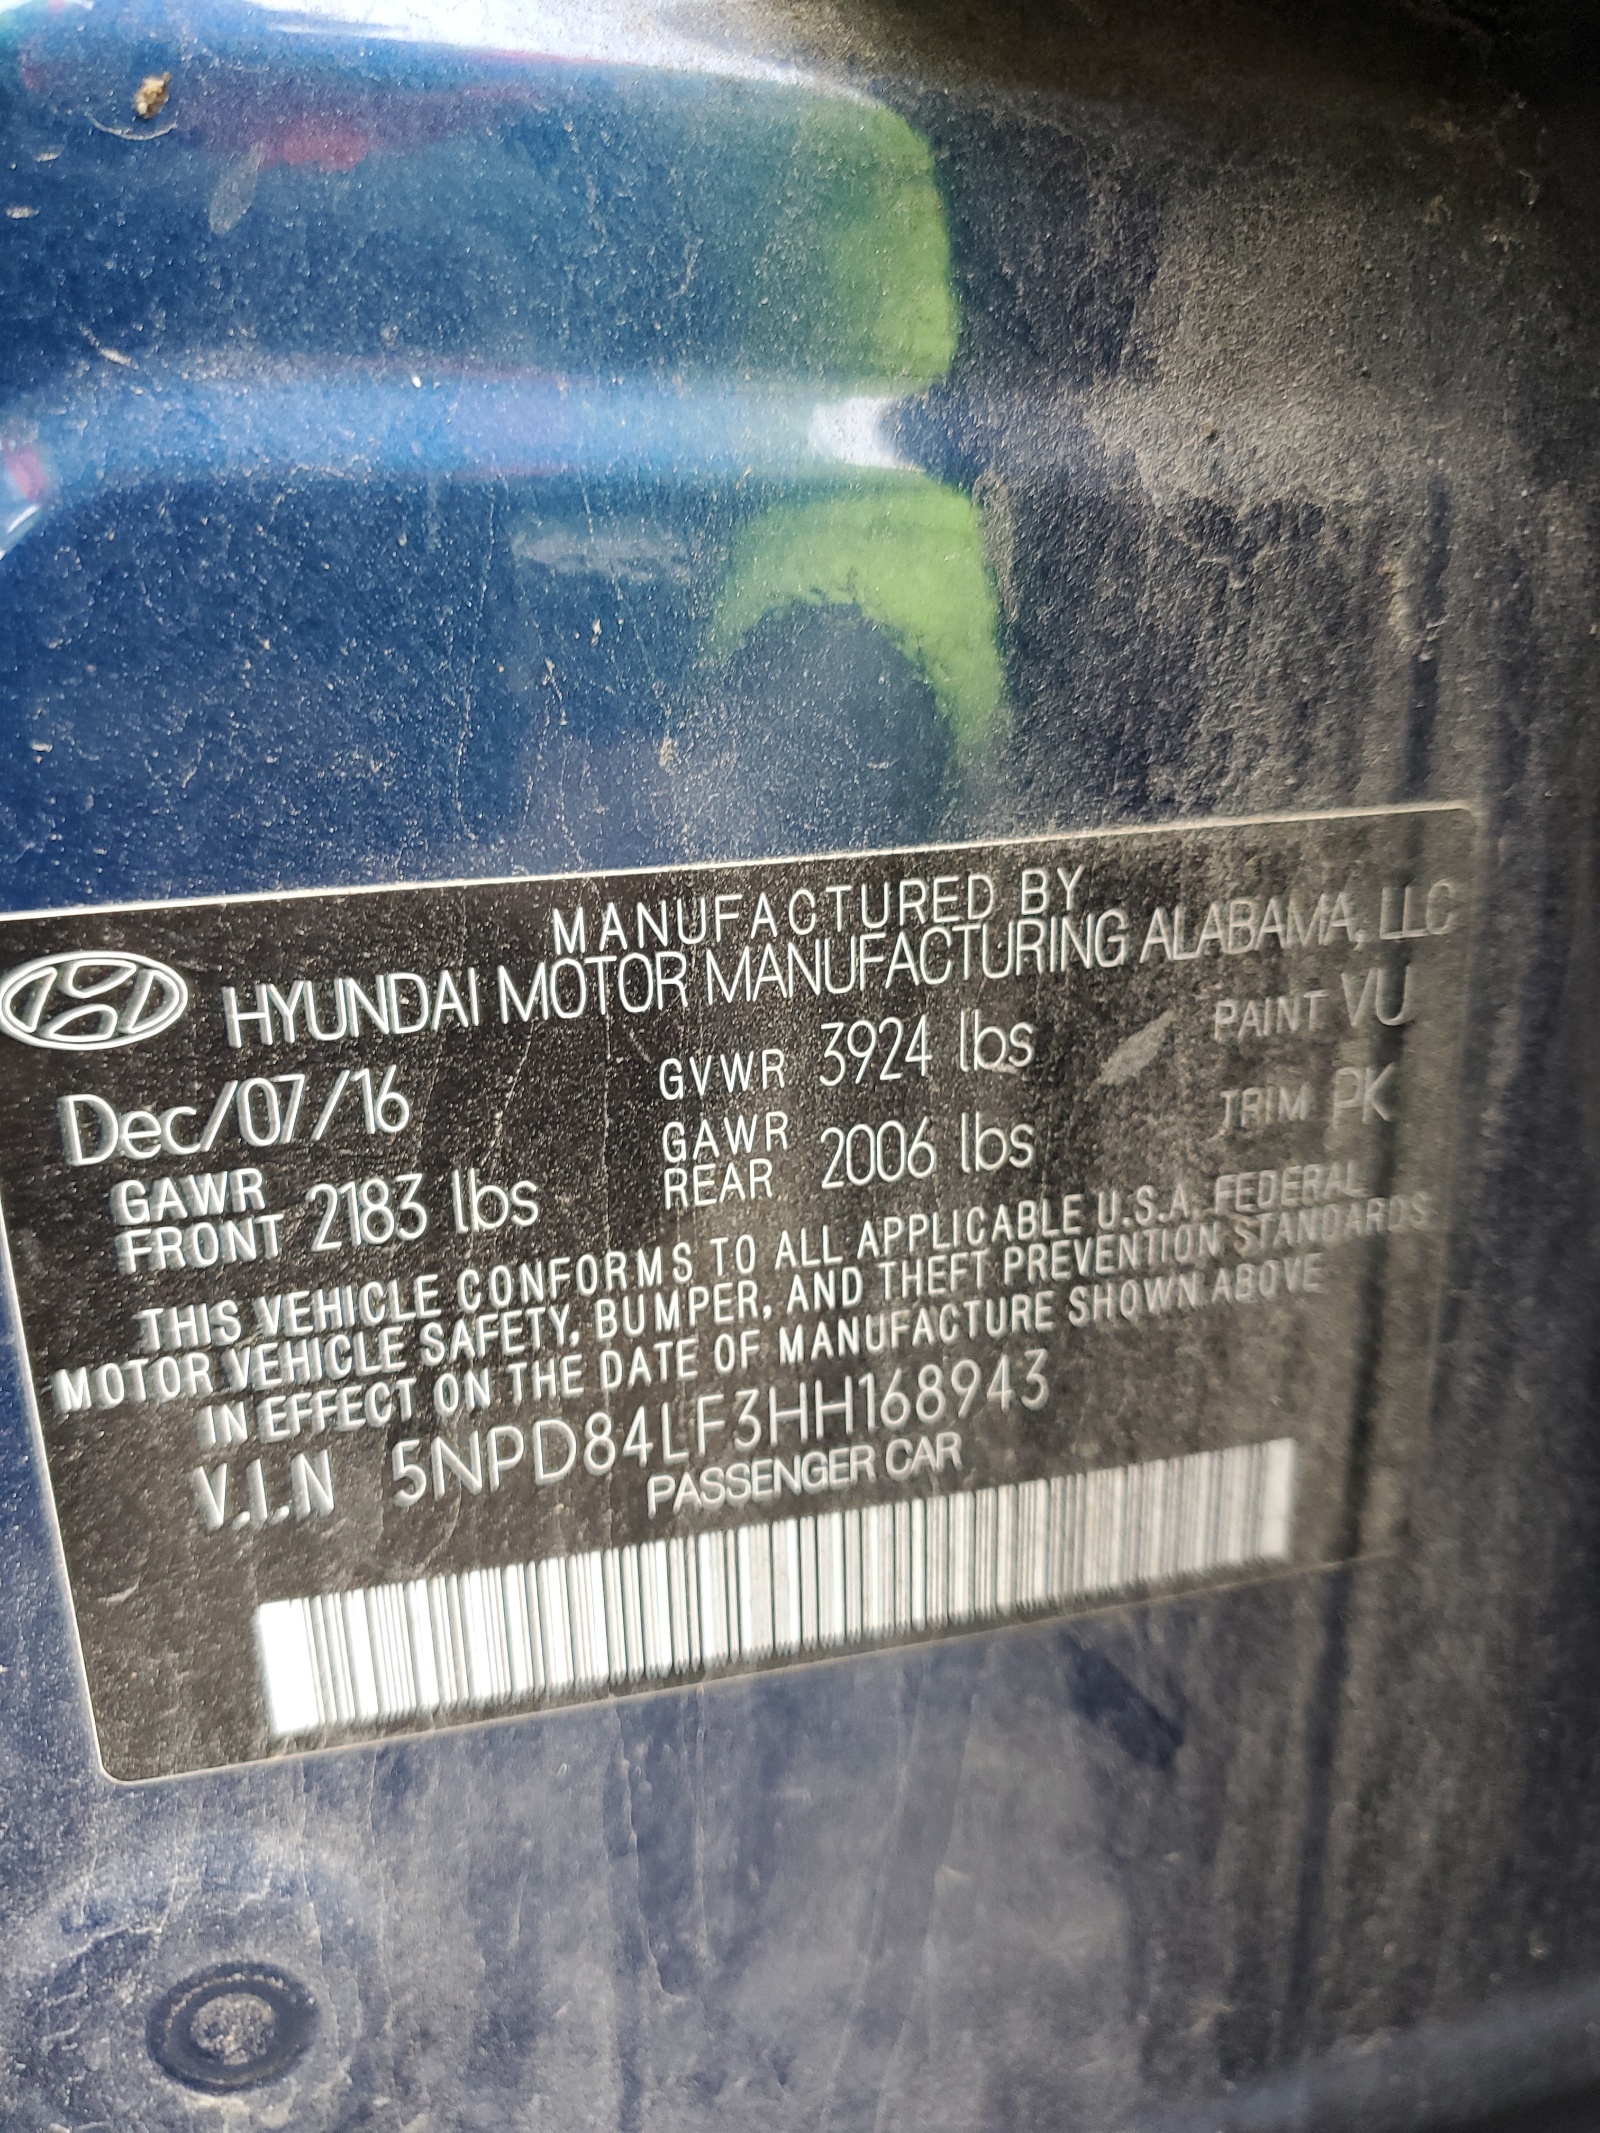 MANUFACTURED BY
HYUNDAI MOTOR MANUFACTURING ALABAMA, LLC
Dec/07/16 GVWR 3924 lbs PAINT VU
GAWR FRONT 2183 lbs GAWR REAR 2006 lbs TRIM PK
THIS VEHICLE CONFORMS TO ALL APPLICABLE U.S.A. FEDERAL
MOTOR VEHICLE SAFETY, BUMPER, AND THEFT PREVENTION STANDARDS
IN EFFECT ON THE DATE OF MANUFACTURE SHOWN ABOVE
V.I.N 5NPD84LF3HH168943
PASSENGER CAR